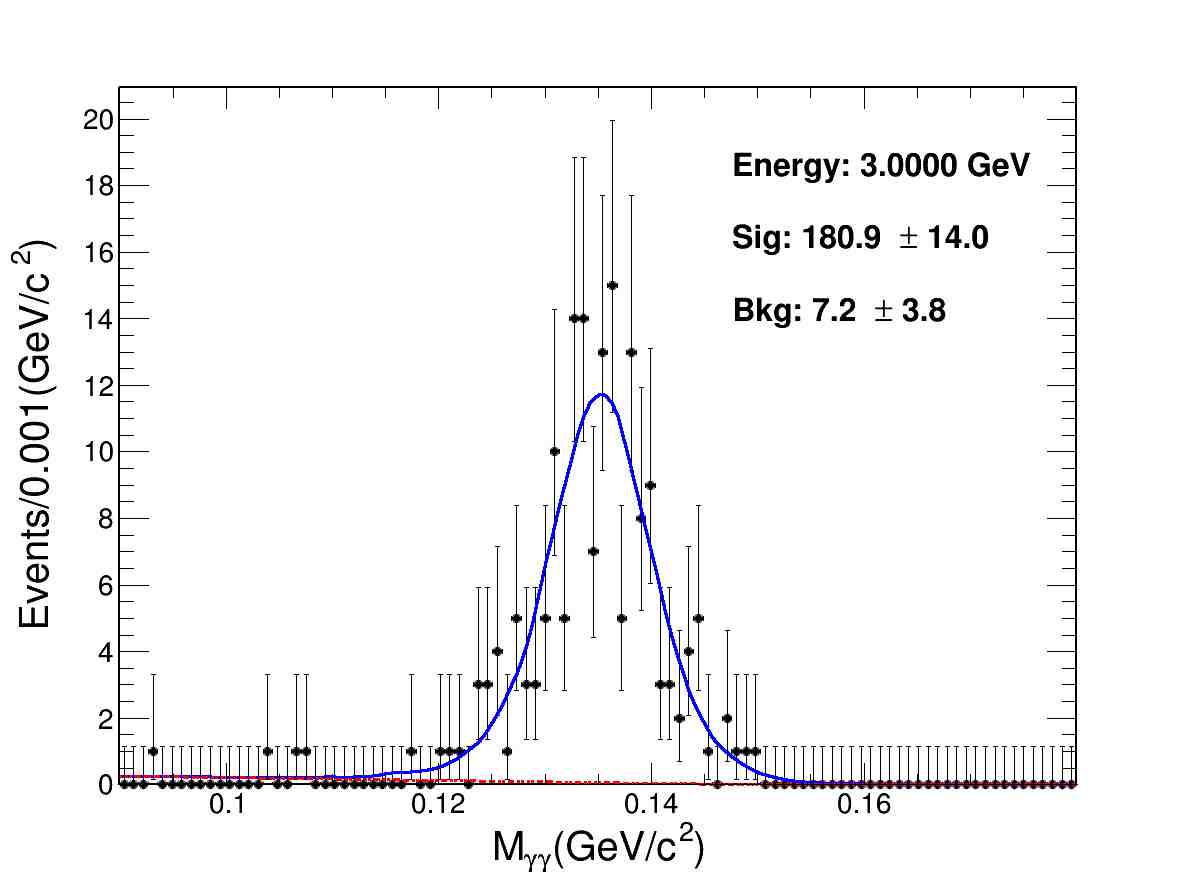 Energy: 3.0000 GeV
Sig: 180.9 ± 14.0
Bkg: 7.2 ± 3.8
Events/0.001(GeV/c²)
20
18
16
14
12
10
8
6
4
2
0
0.1 0.12 0.14 0.16
Mγγ(GeV/c²)